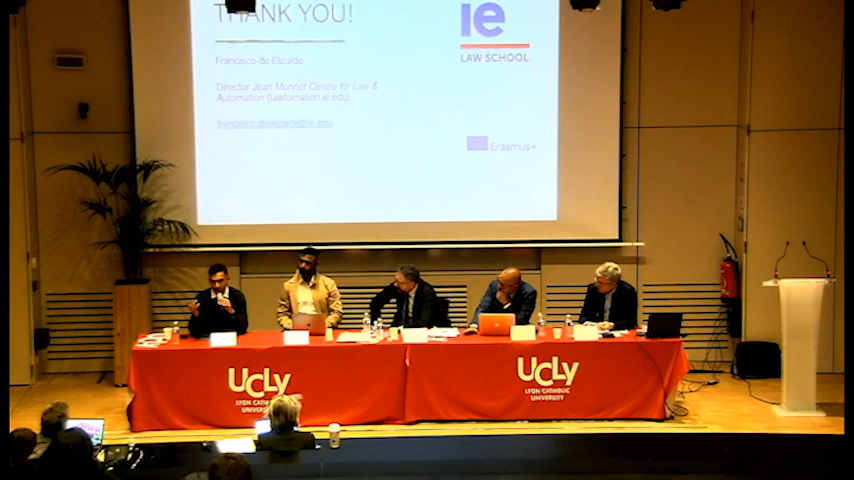 THANK YOU!
Francisco de Elizalde
Director Jean Monnet Centre for Law &
Automation (lawtomation.ie.edu)
francisco.deelizalde@ie.edu
ie
LAW SCHOOL
Erasmus+
UCLy
LYON CATHOLIC
UNIVERSITY
UCLy
LYON CATHOLIC
UNIVERSITY